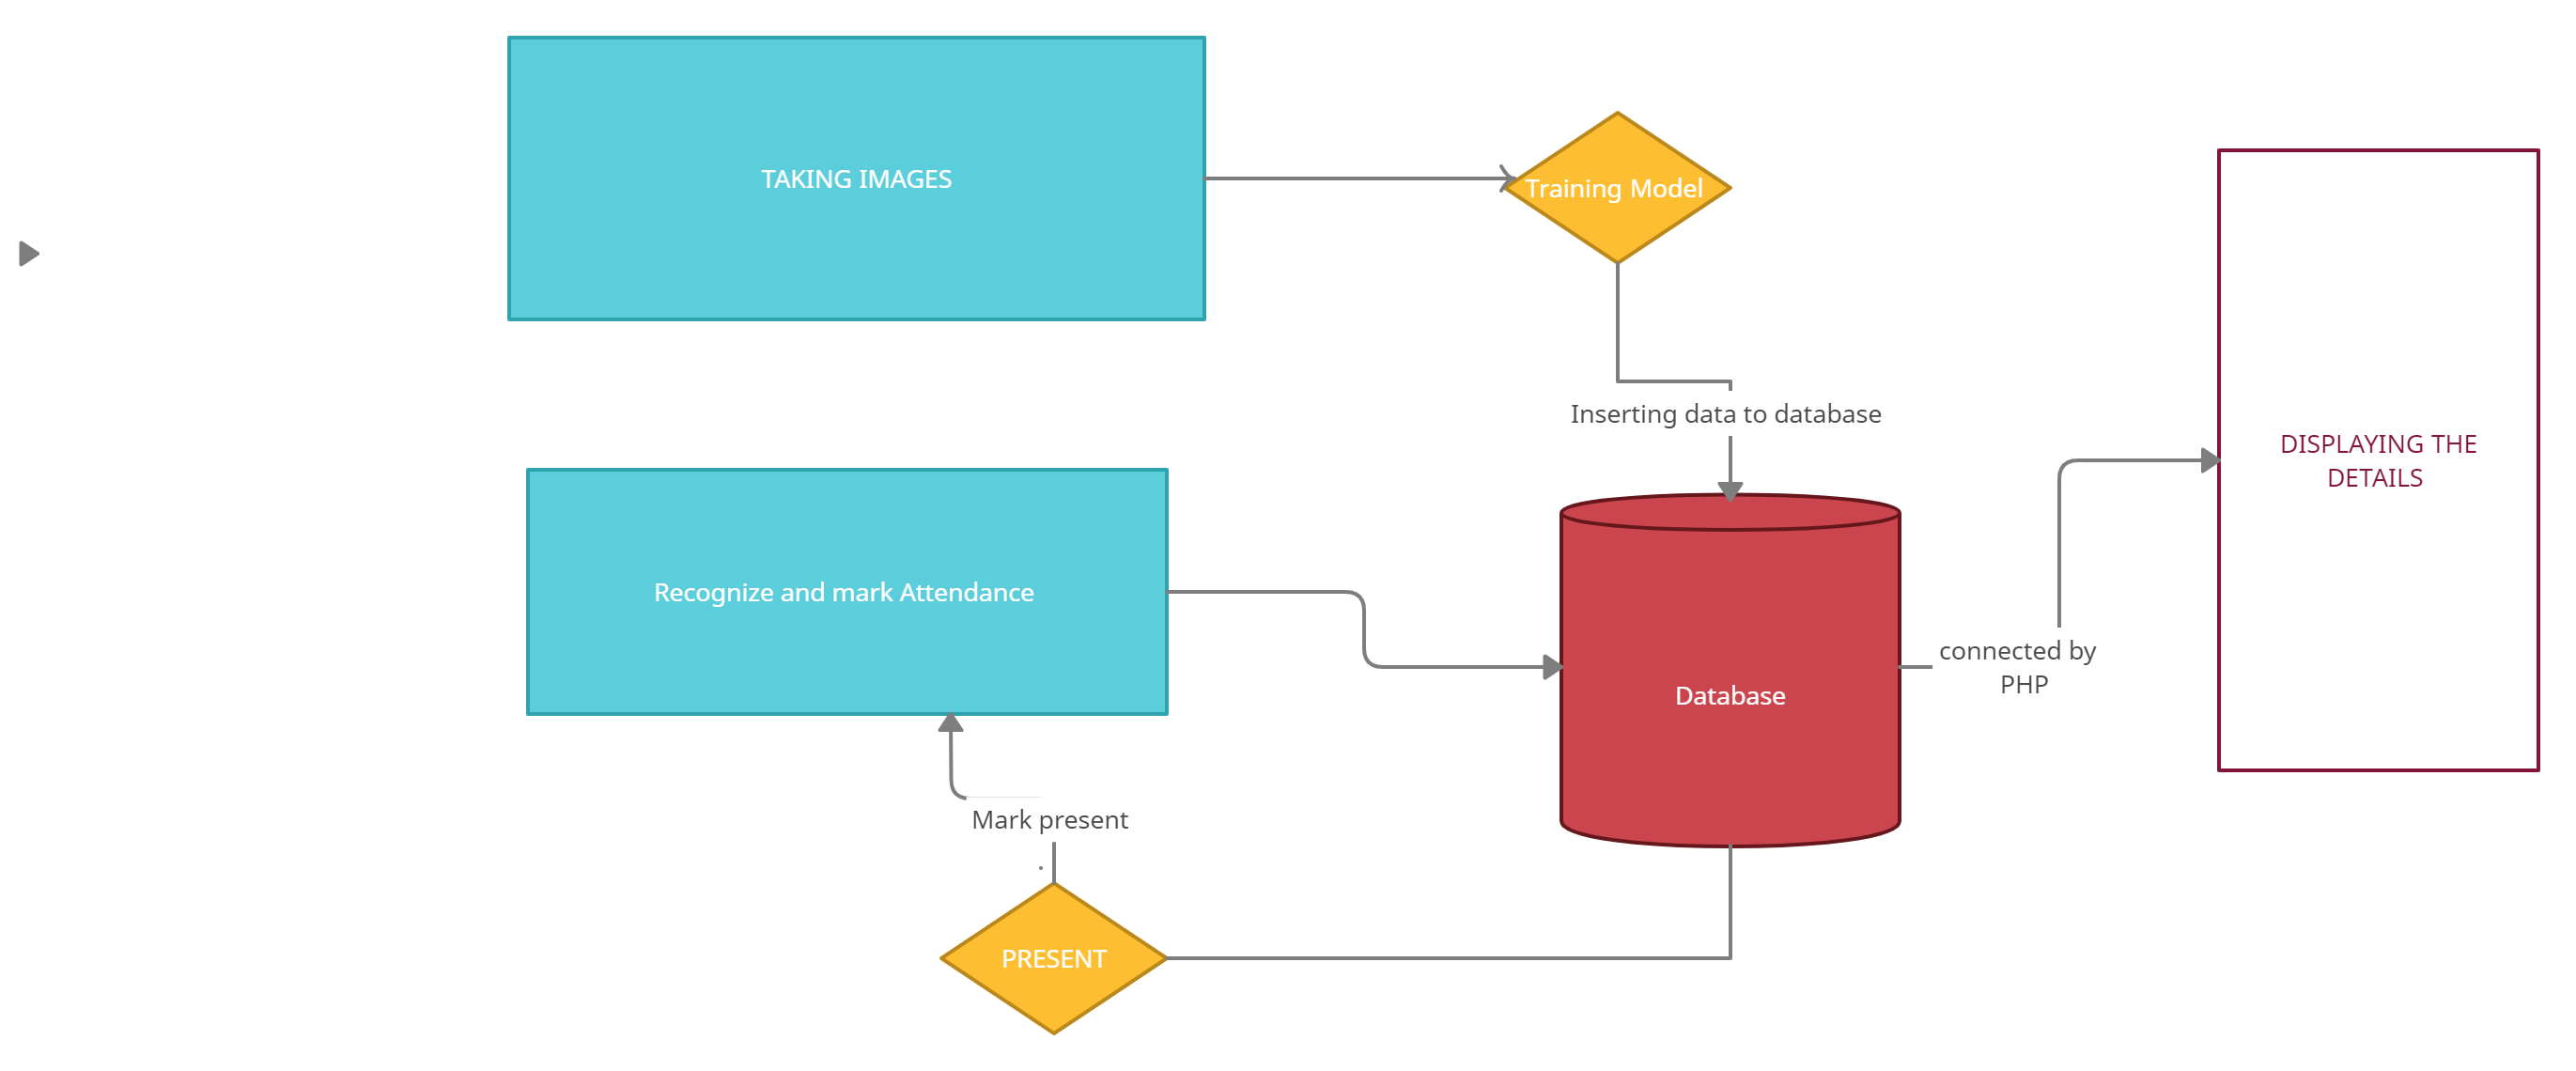 TAKING IMAGES
Training Model
Inserting data to database
DISPLAYING THE
DETAILS
Recognize and mark Attendance
connected by
PHP
Database
Mark present
PRESENT